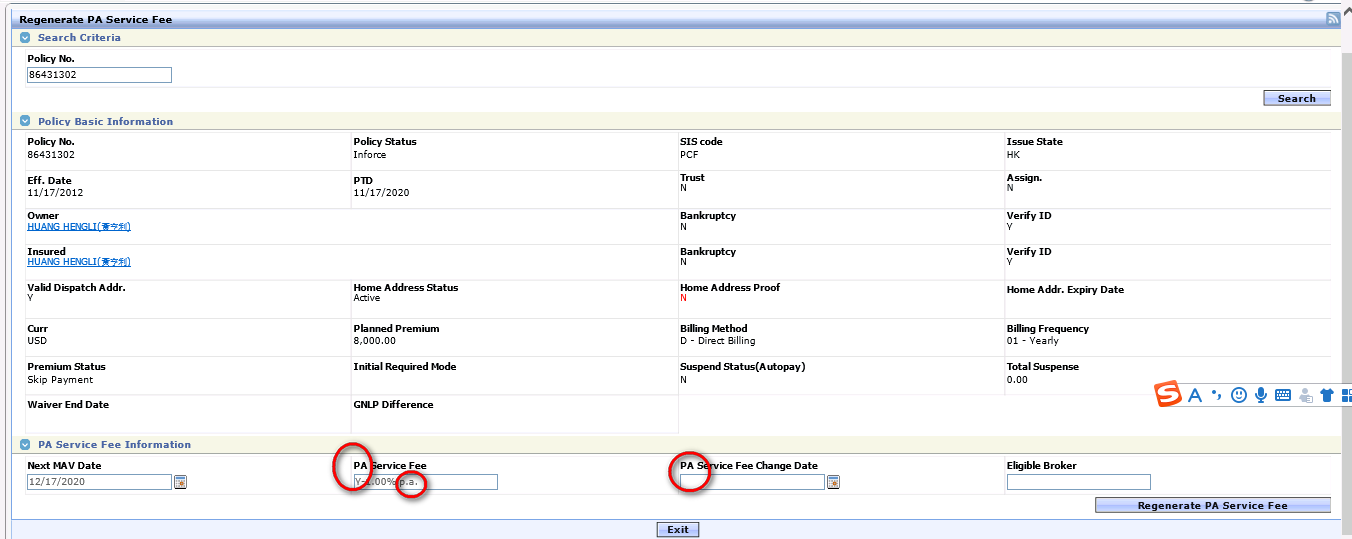 Regenerate PA Service Fee
Search Criteria
Policy No.
86431302
Search
Policy Basic Information
Policy No. Policy Status SIS code Issue State
86431302 Inforce PCF HK
Eff. Date PTD Trust Assign.
11/17/2012 11/17/2020 N N
Owner Bankruptcy Verify ID
HUANG HENGLI(黃亨利) N Y
Insured Bankruptcy Verify ID
HUANG HENGLI(黃亨利) N Y
Valid Dispatch Addr. Home Address Status Home Address Proof Home Addr. Expiry Date
Y Active N
Curr Planned Premium Billing Method Billing Frequency
USD 8,000.00 D - Direct Billing 01 - Yearly
Premium Status Initial Required Mode Suspend Status(Autopay) Total Suspense
Skip Payment N 0.00
Waiver End Date GNLP Difference
PA Service Fee Information
Next MAV Date PA Service Fee PA Service Fee Change Date Eligible Broker
12/17/2020 Y-1.00% p.a.
Regenerate PA Service Fee
Exit